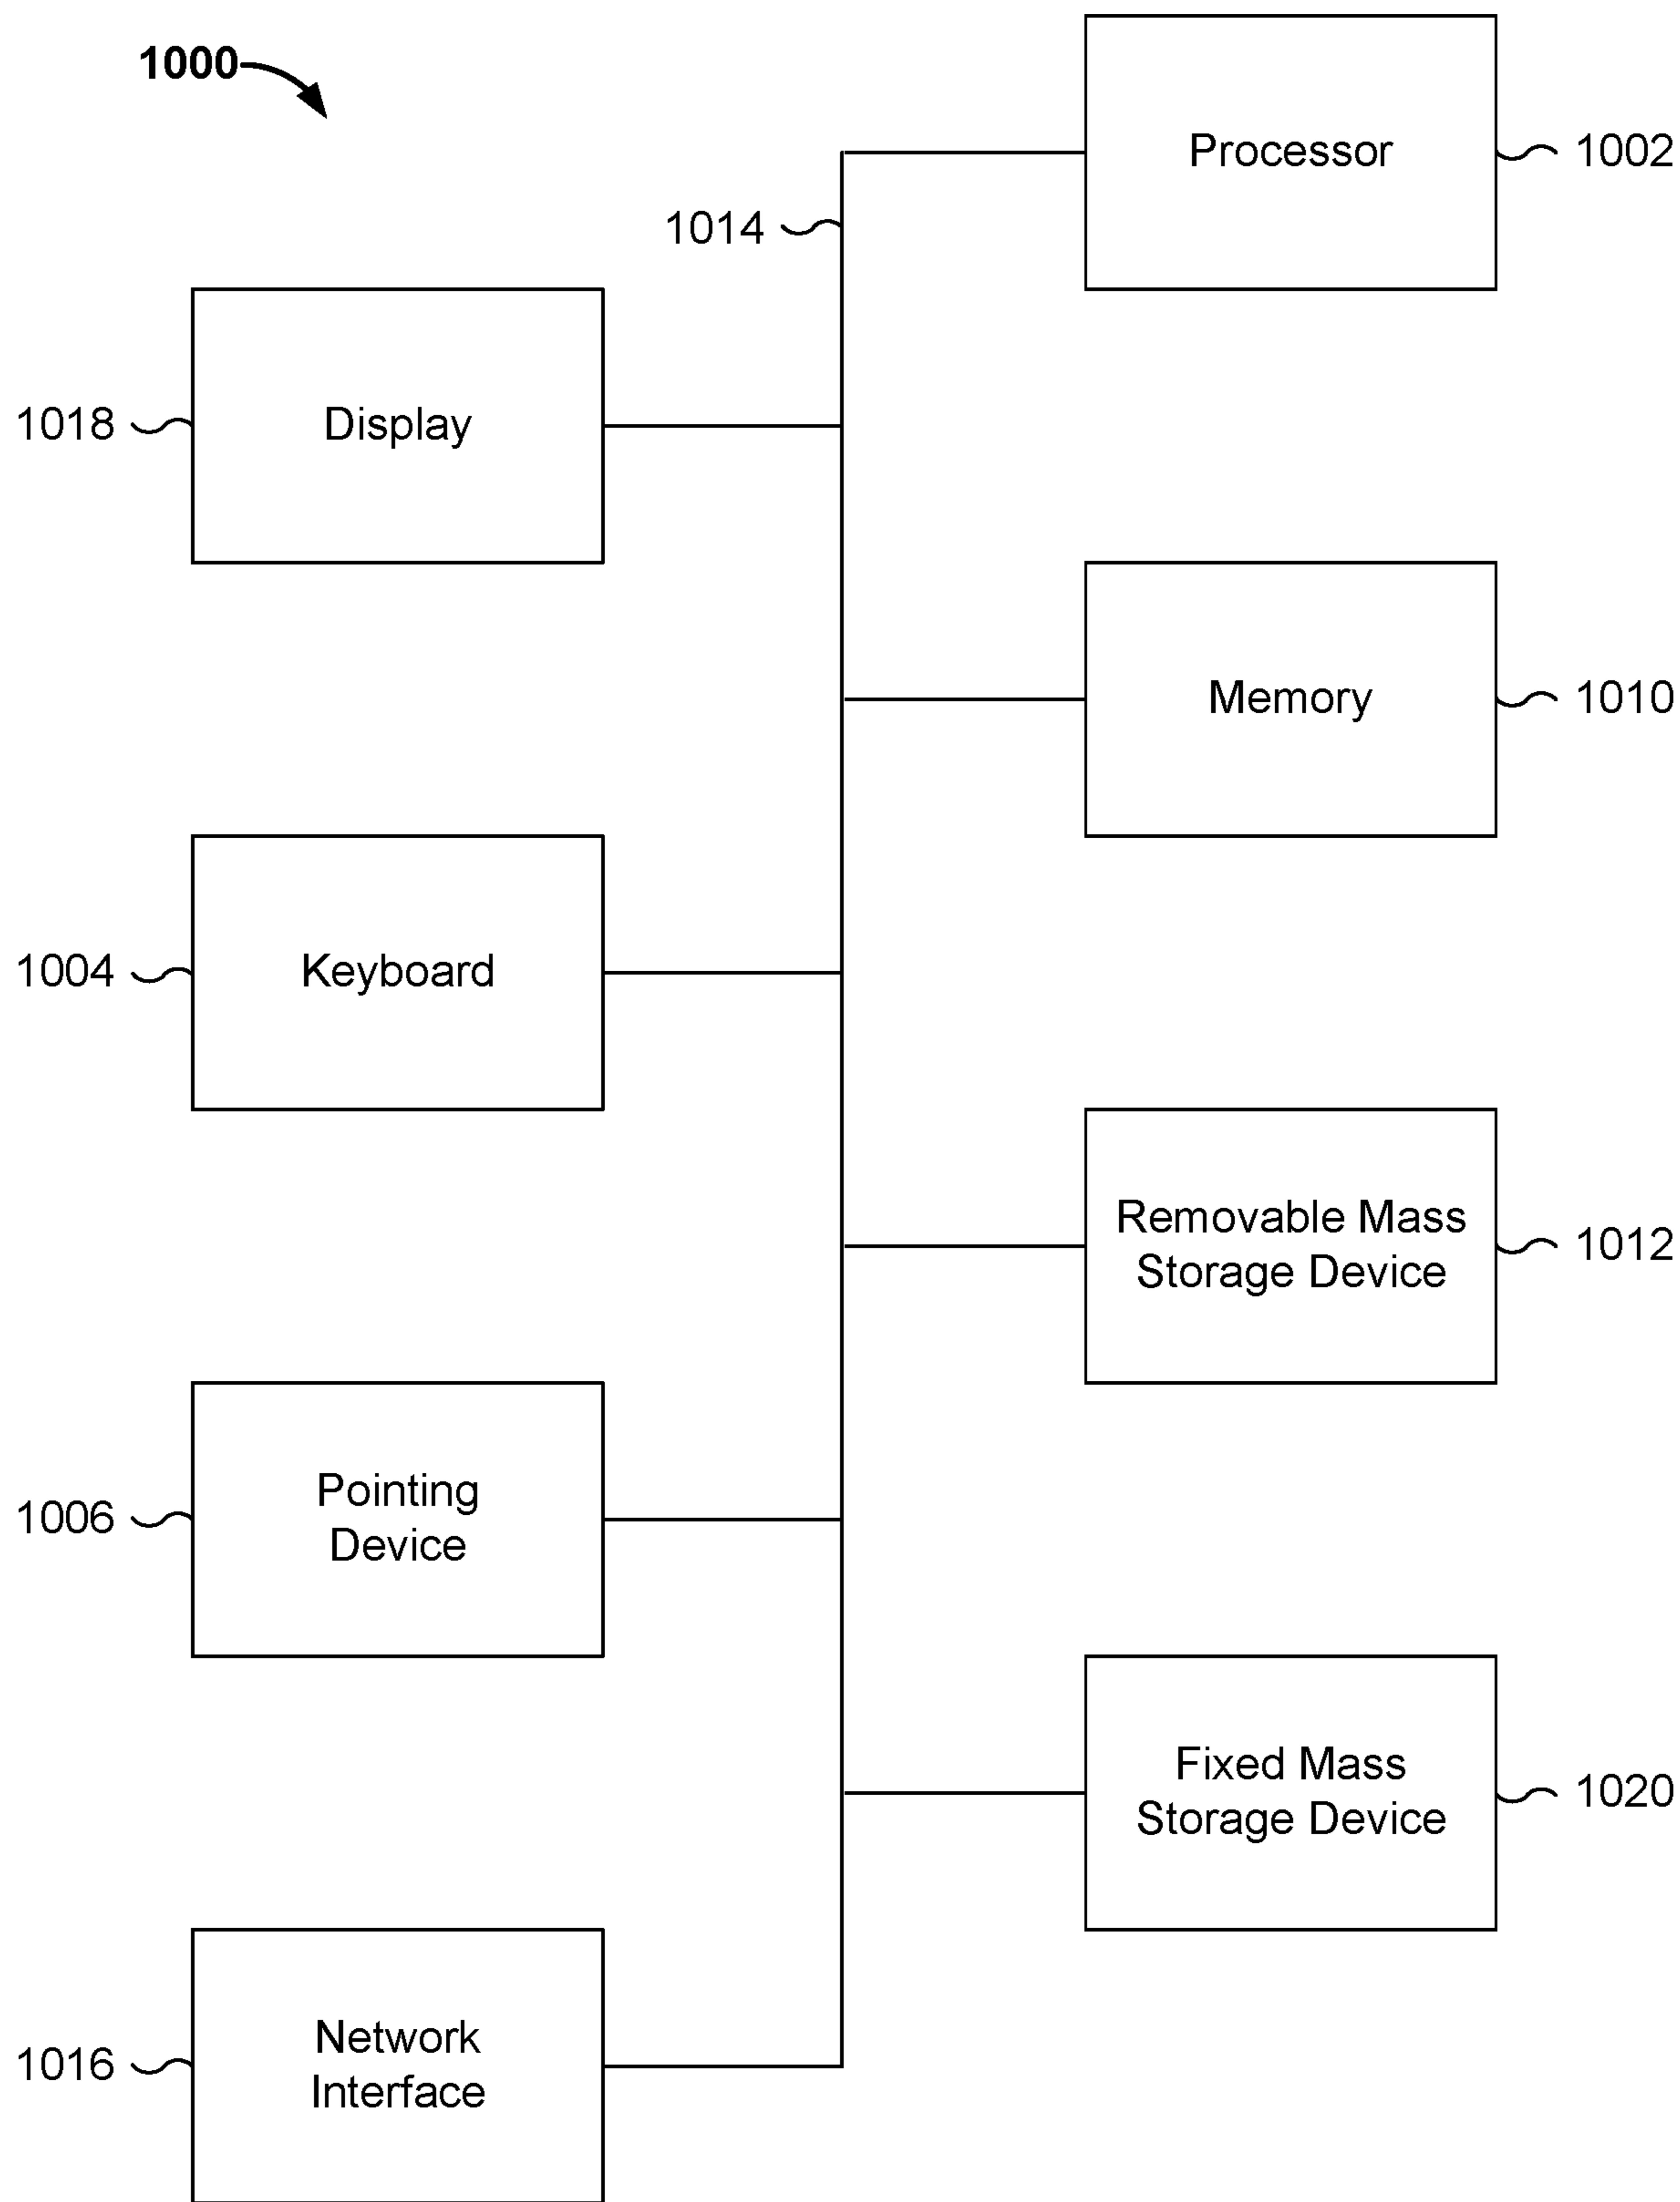 1000
Processor
1002
1014
1018
Display
Memory
1010
1004
Keyboard
Removable Mass
Storage Device
1012
1006
Pointing
Device
Fixed Mass
Storage Device
1020
1016
Network
Interface